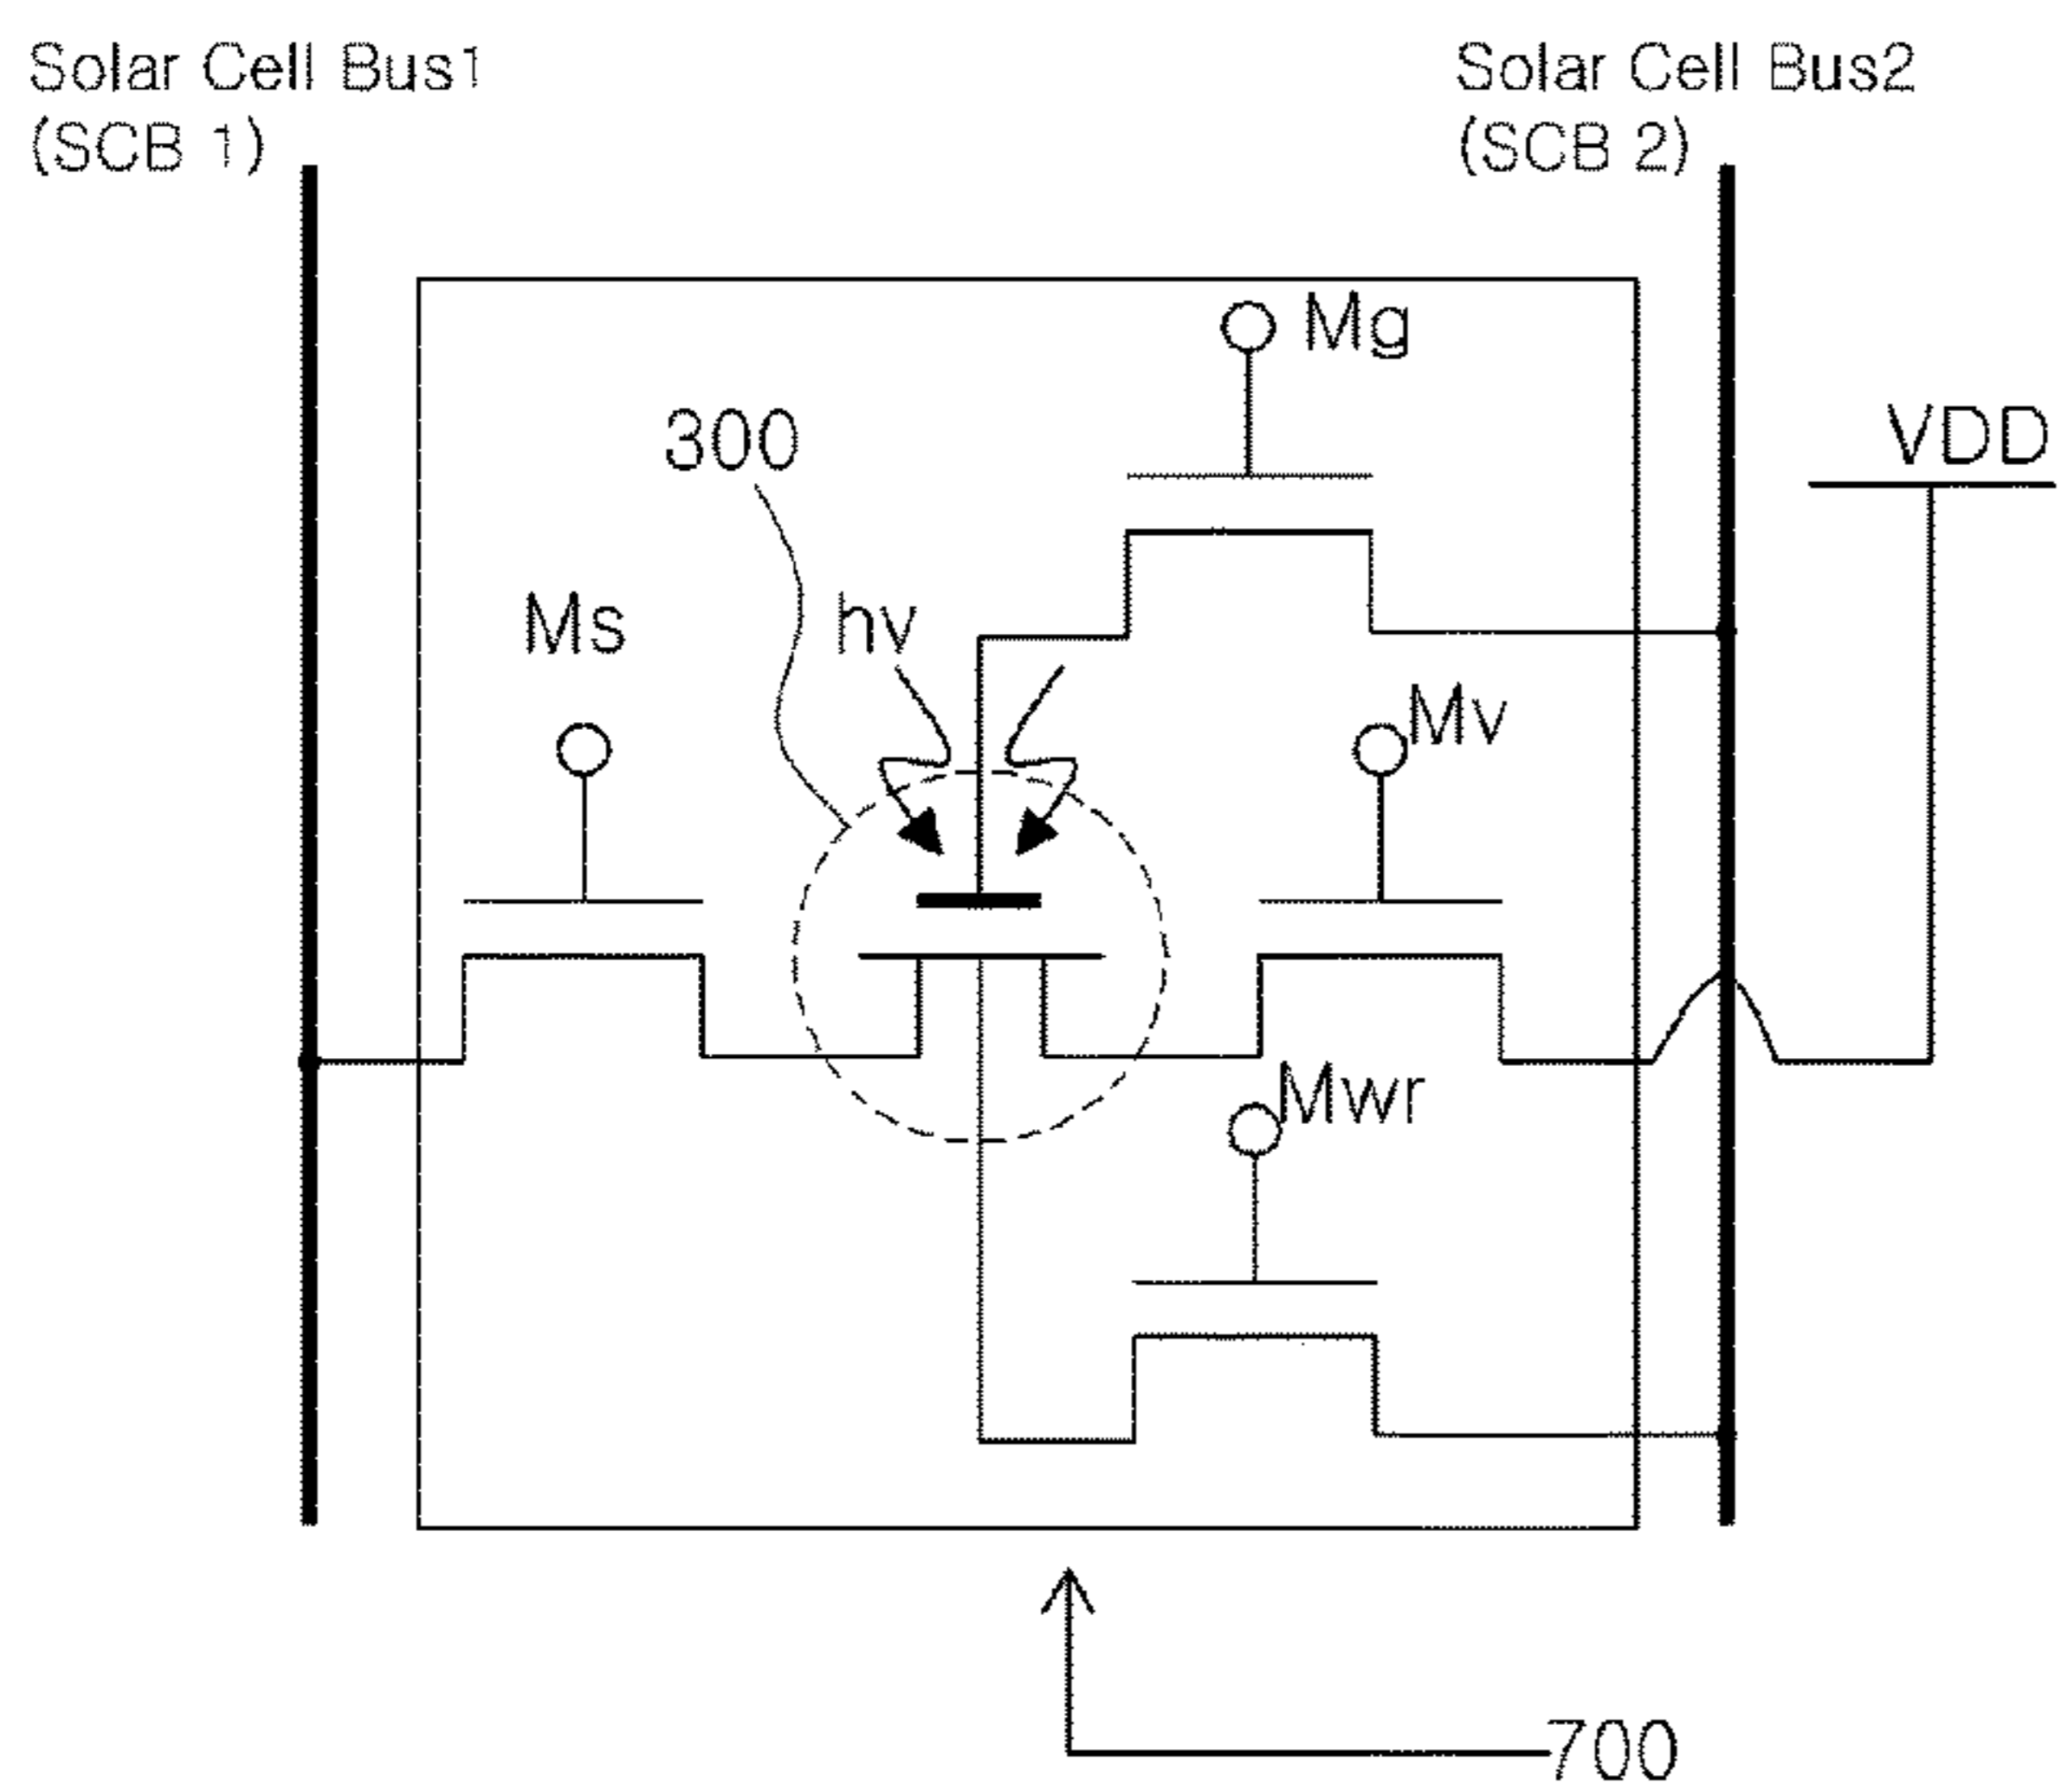 Solar Cell Bus1
(SCB 1)
Solar Cell Bus2
(SCB 2)
Mg
300
VDD
Ms
hv
Mv
Mwr
700